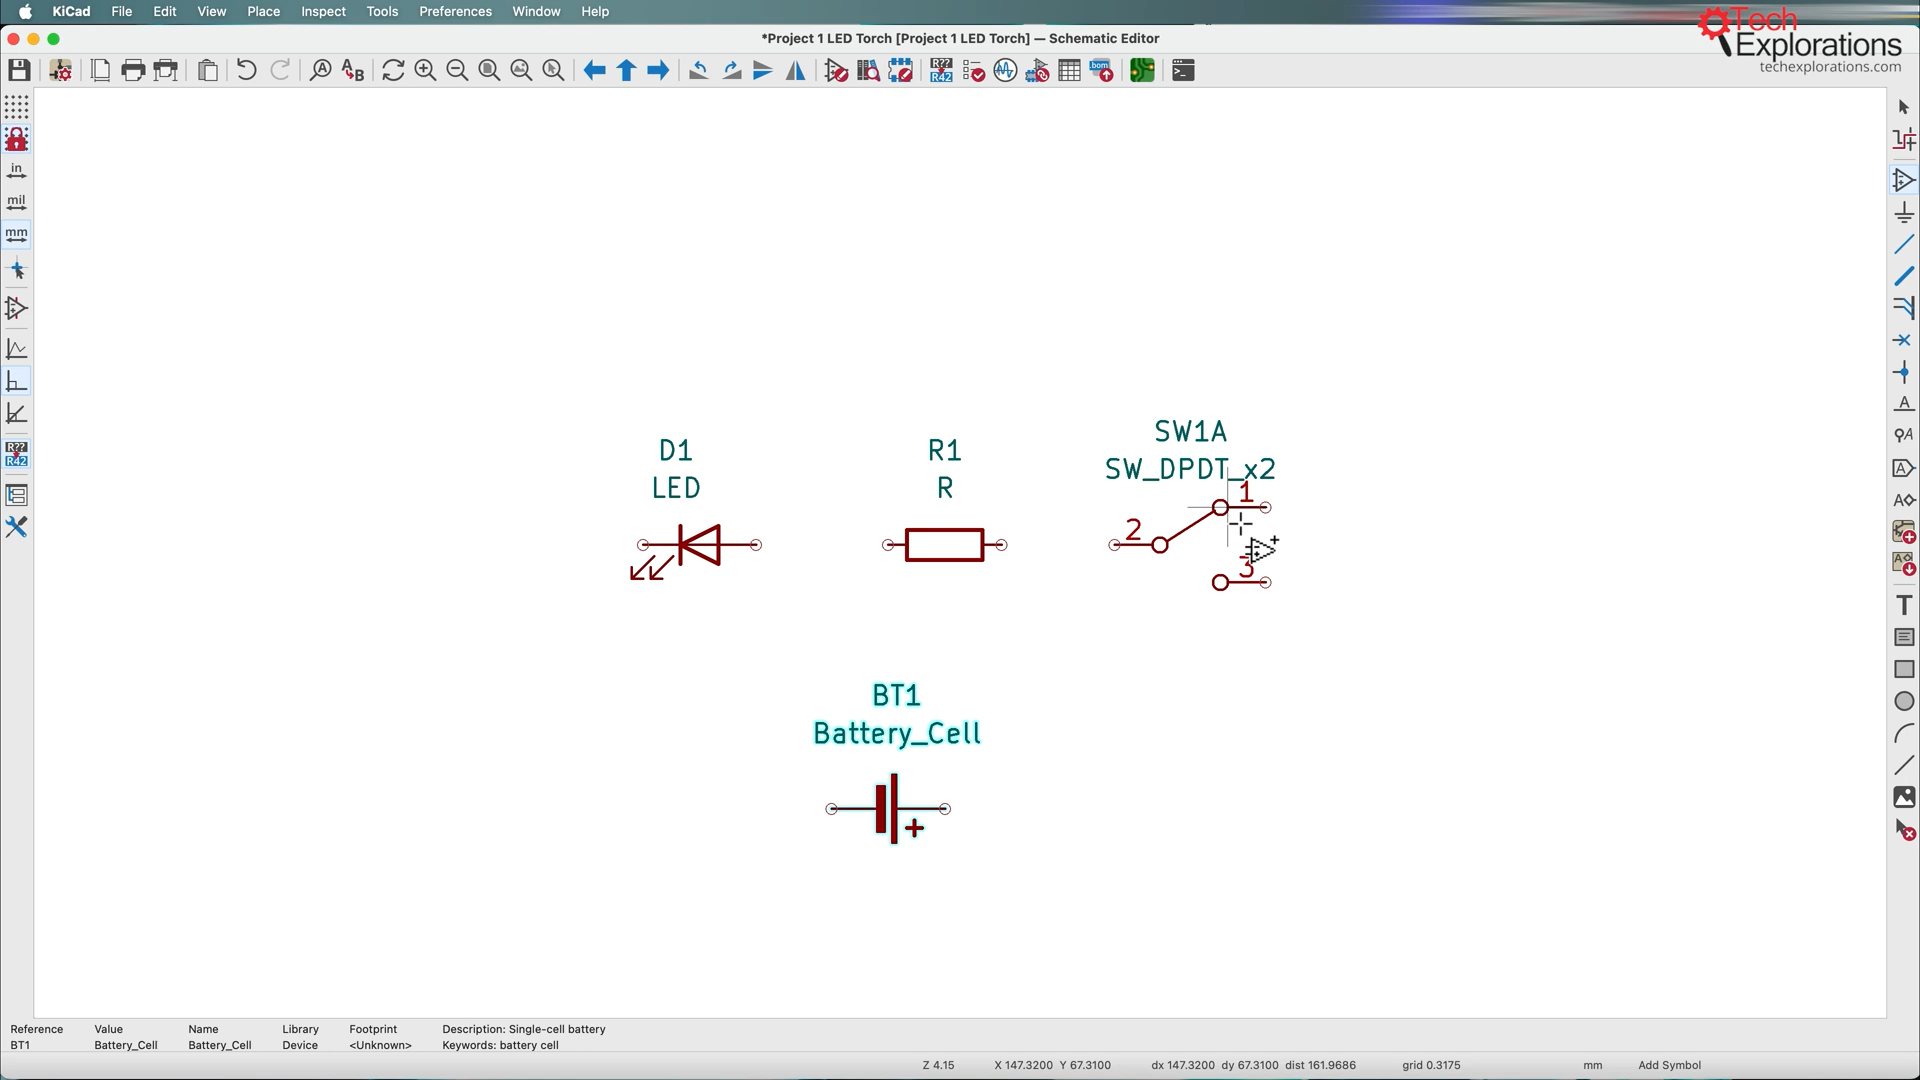 KiCad File Edit View Place Inspect Tools Preferences Window Help
*Project 1 LED Torch [Project 1 LED Torch] — Schematic Editor
Tech
Explorations
techexplorations.com
in
mil
mm
R??
R42
D1
LED
R1
R
SW1A
SW_DPDT_x2
1
2
3
BT1
Battery_Cell
+
Reference Value Name Library Footprint Description: Single-cell battery
BT1 Battery_Cell Battery_Cell Device <Unknown> Keywords: battery cell
Z 4.15 X 147.3200 Y 67.3100 dx 147.3200 dy 67.3100 dist 161.9686 grid 0.3175 mm Add Symbol